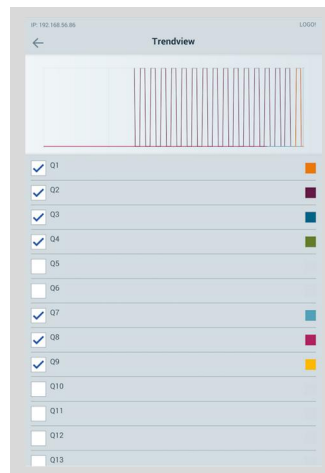 IP: 192.168.86.86 LOGO!
Trendview
Q1
Q2
Q3
Q4
Q5
Q6
Q7
Q8
Q9
Q10
Q11
Q12
Q13